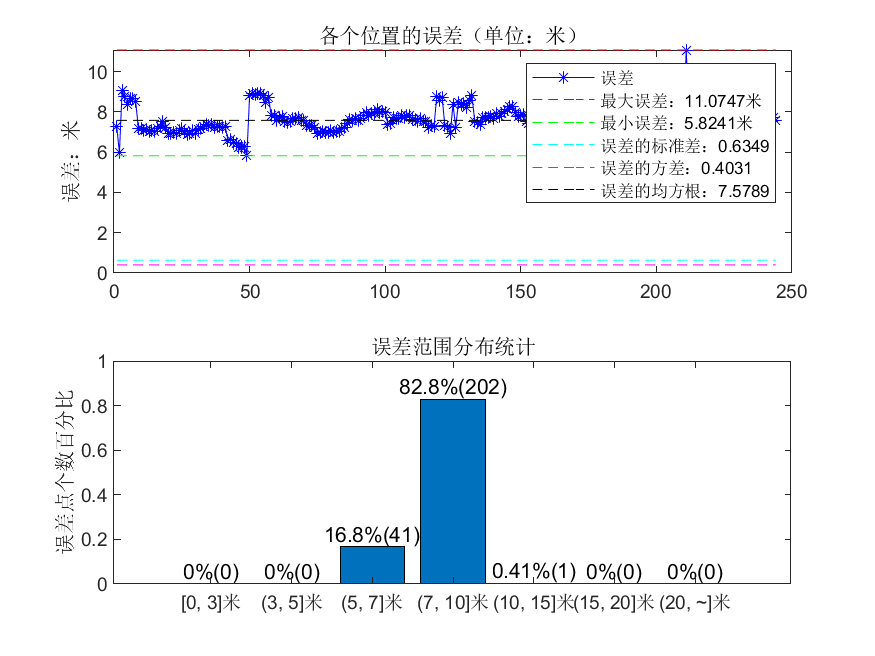 各个位置的误差（单位：米）
误差：米
10
8
6
4
2
0
0
50
100
150
200
250
误差
最大误差：11.0747米
最小误差：5.8241米
误差的标准差：0.6349
误差的方差：0.4031
误差的均方根：7.5789
误差范围分布统计
误差点个数百分比
1
0.8
0.6
0.4
0.2
0
0%(0)
0%(0)
16.8%(41)
82.8%(202)
0.41%(1)
0%(0)
0%(0)
[0, 3]米
(3, 5]米
(5, 7]米
(7, 10]米
(10, 15]米
(15, 20]米
(20, ~]米